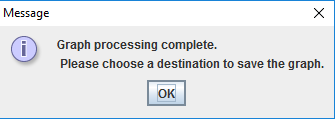 Message
Graph processing complete.
Please choose a destination to save the graph.
OK